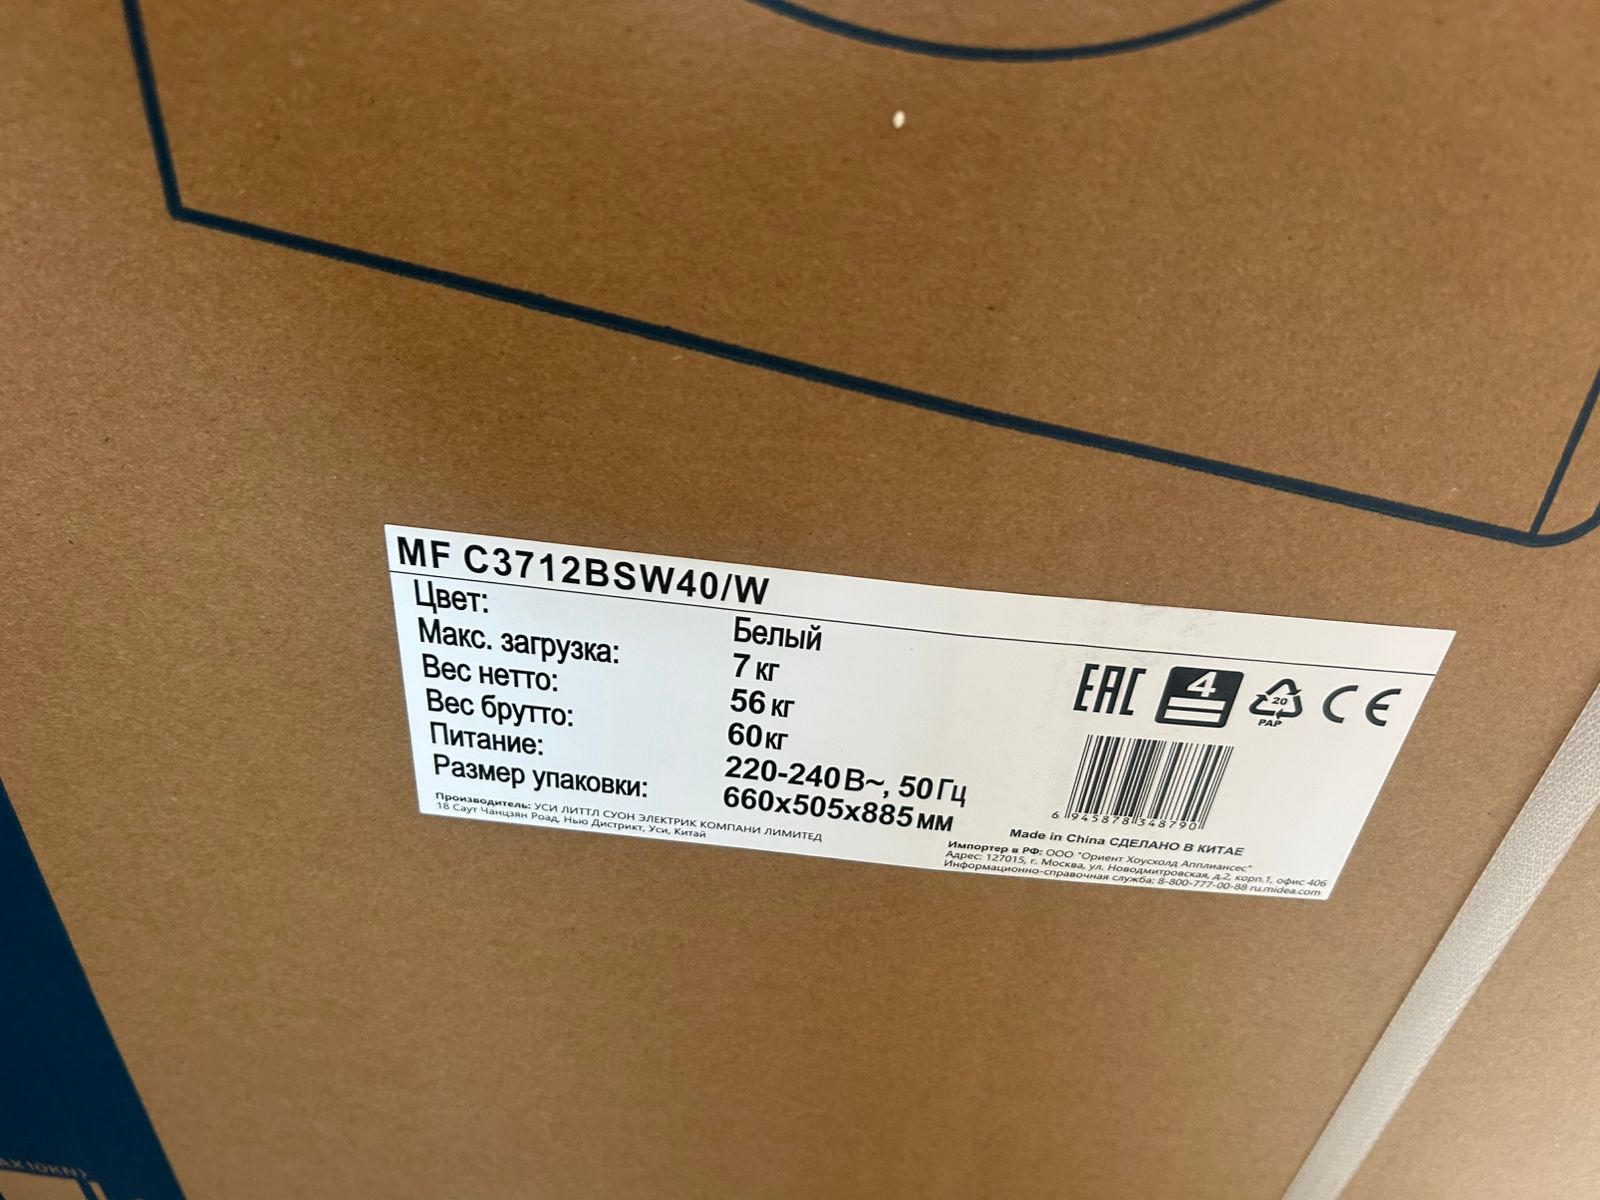 MF C3712BSW40/W
Цвет: Белый
Макс. загрузка: 7 кг
Вес нетто: 56 кг
Вес брутто: 60 кг
Питание: 220-240 В~, 50 Гц
Размер упаковки: 660x505x885 мм
Производитель: УСИ ЛИТТЛ СУОН ЭЛЕКТРИК КОМПАНИ ЛИМИТЕД
18 Саут Чанцзян Роад, Нью Дистрикт, Уси, Китай
EAC 4 20 PAP CE
6 945878 348790
Made in China СДЕЛАНО В КИТАЕ
Импортер в РФ: ООО "Ориент Хоусхолд Апплиансес"
Адрес: 127015, г. Москва, ул. Новодмитровская, д.2, корп.1, офис 406
Информационно-справочная служба: 8-800-777-00-88 ru.midea.com